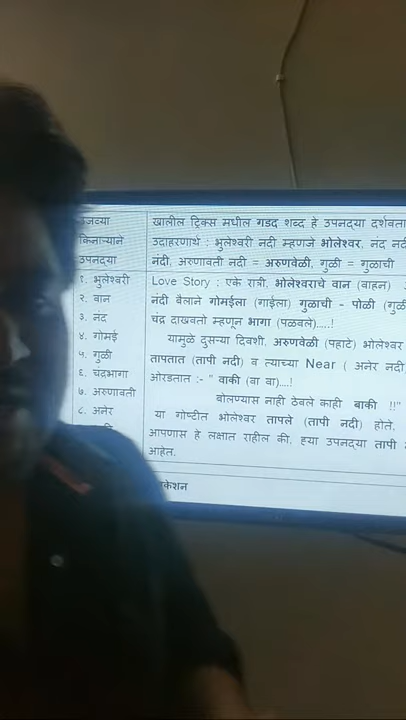 उजव्या
किनाऱ्याने
उपनद्या
१. भुलेश्वरी
२. वान
३. नंद
४. गोमई
५. गुळी
६. चंद्रभागा
७. अरुणावती
८. अनेर
खालील ट्रिक्स मधील गडद शब्द हे उपनद्या दर्शवता
उदाहरणार्थ : भुलेश्वरी नदी म्हणजे भोलेश्वर, नंद नदी
नंदी, अरुणावती नदी = अरुणवेळी, गुळी = गुळाची
Love Story : एके रात्री, भोलेश्वराचे वान (वाहन)
नंदी बैलाने गोमईला (गाईला) गुळाची - पोळी (गुळी
चंद्र दाखवतो म्हणून भागा (पळवले).....!
यामुळे दुसऱ्या दिवशी, अरुणवेळी (पहाटे) भोलेश्वर
तापतात (तापी नदी) व त्याच्या Near ( अनेर नदी
ओरडतात :- " वाकी (वा वा)....!
बोलण्यास नाही ठेवले काही बाकी !!"
या गोष्टीत भोलेश्वर तापले (तापी नदी) होते,
आपणास हे लक्षात राहील की, ह्या उपनद्या तापी
आहेत.
केशन